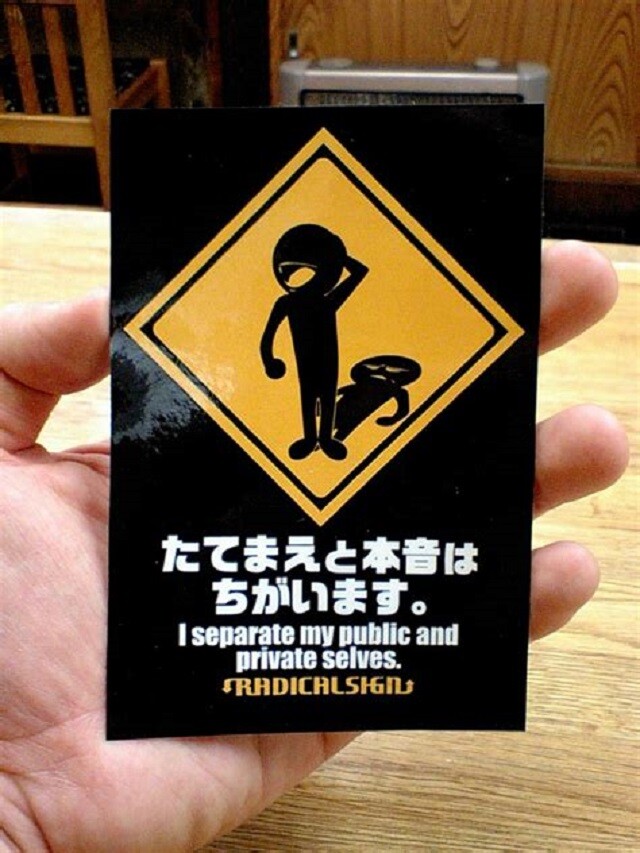 たてまえと本音は
ちがいます。
I separate my public and
private selves.
RADICALSIGN